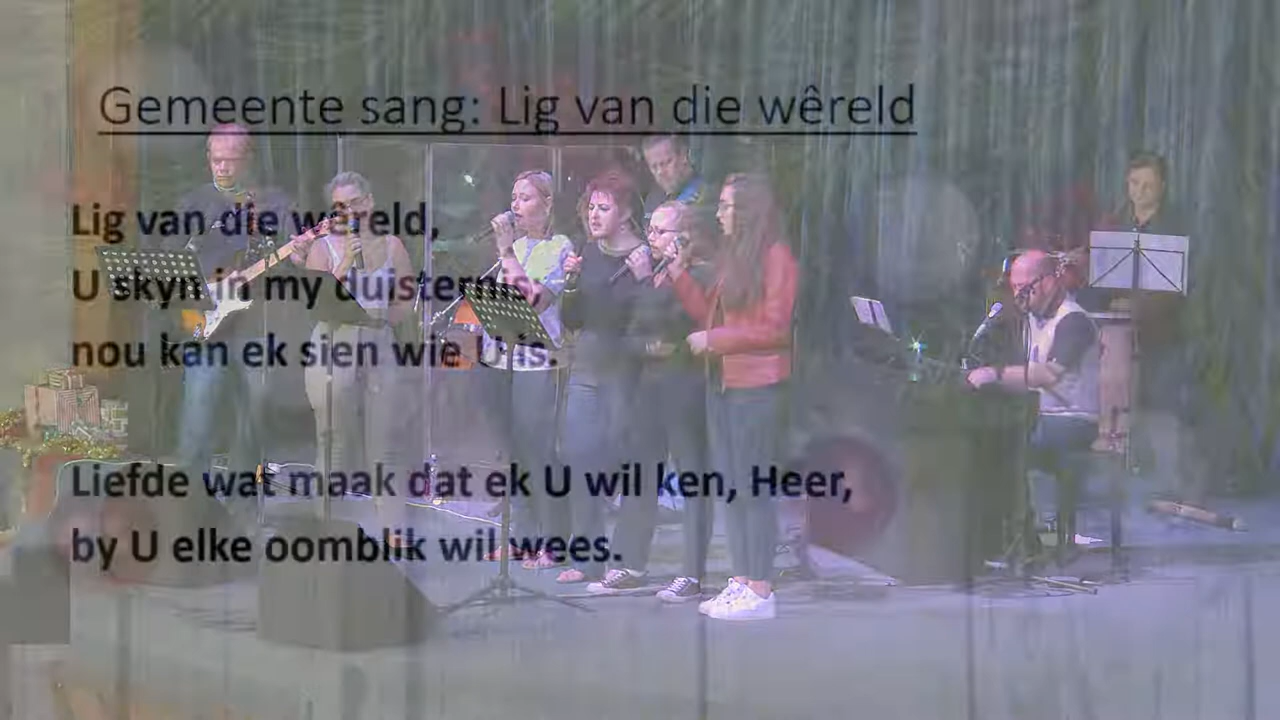 Gemeente sang: Lig van die wêreld
Lig van die wêreld,
U skyn in my duisternis;
nou kan ek sien wie U is.
Liefde wat maak dat ek U wil ken, Heer,
by U elke oomblik wil wees.